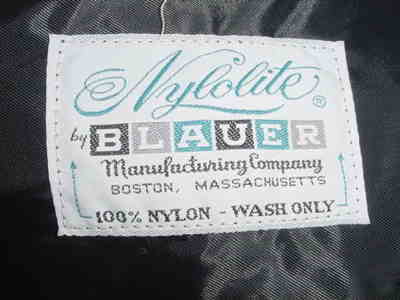 Nylolite ®
by BLAUER
Manufacturing Company
BOSTON, MASSACHUSETTS
100% NYLON - WASH ONLY